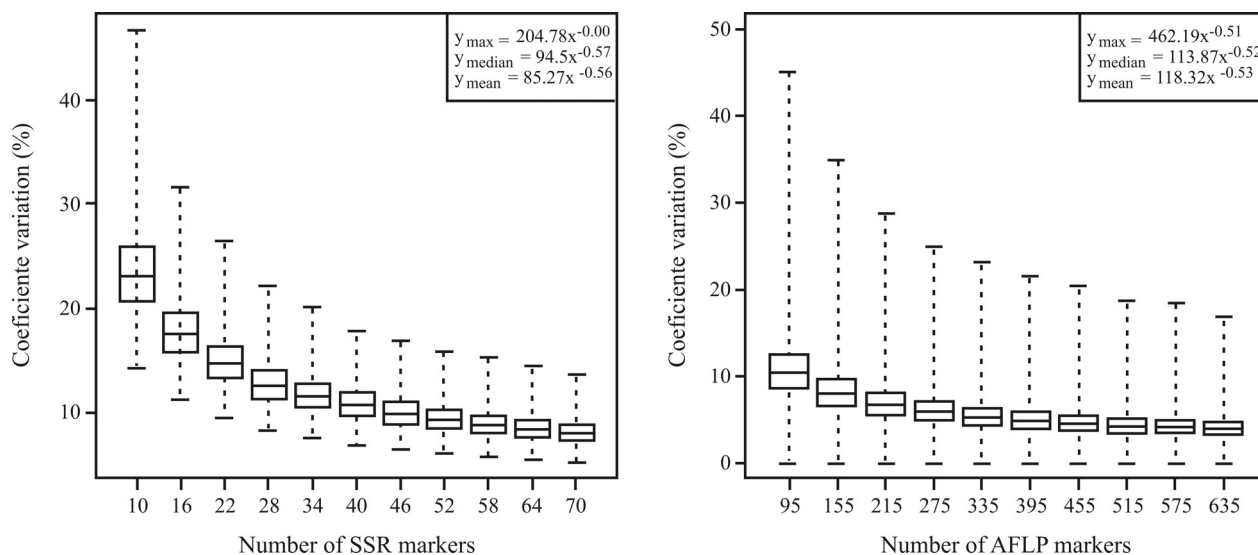 y max = 204.78x-0.00
y median = 94.5x-0.57
y mean = 85.27x -0.56
Coeficiente variation (%)
40
30
20
10
10 16 22 28 34 40 46 52 58 64 70
Number of SSR markers
y max = 462.19x-0.51
y median = 113.87x-0.52
y mean = 118.32x -0.53
Coeficiente variation (%)
50
40
30
20
10
0
95 155 215 275 335 395 455 515 575 635
Number of AFLP markers